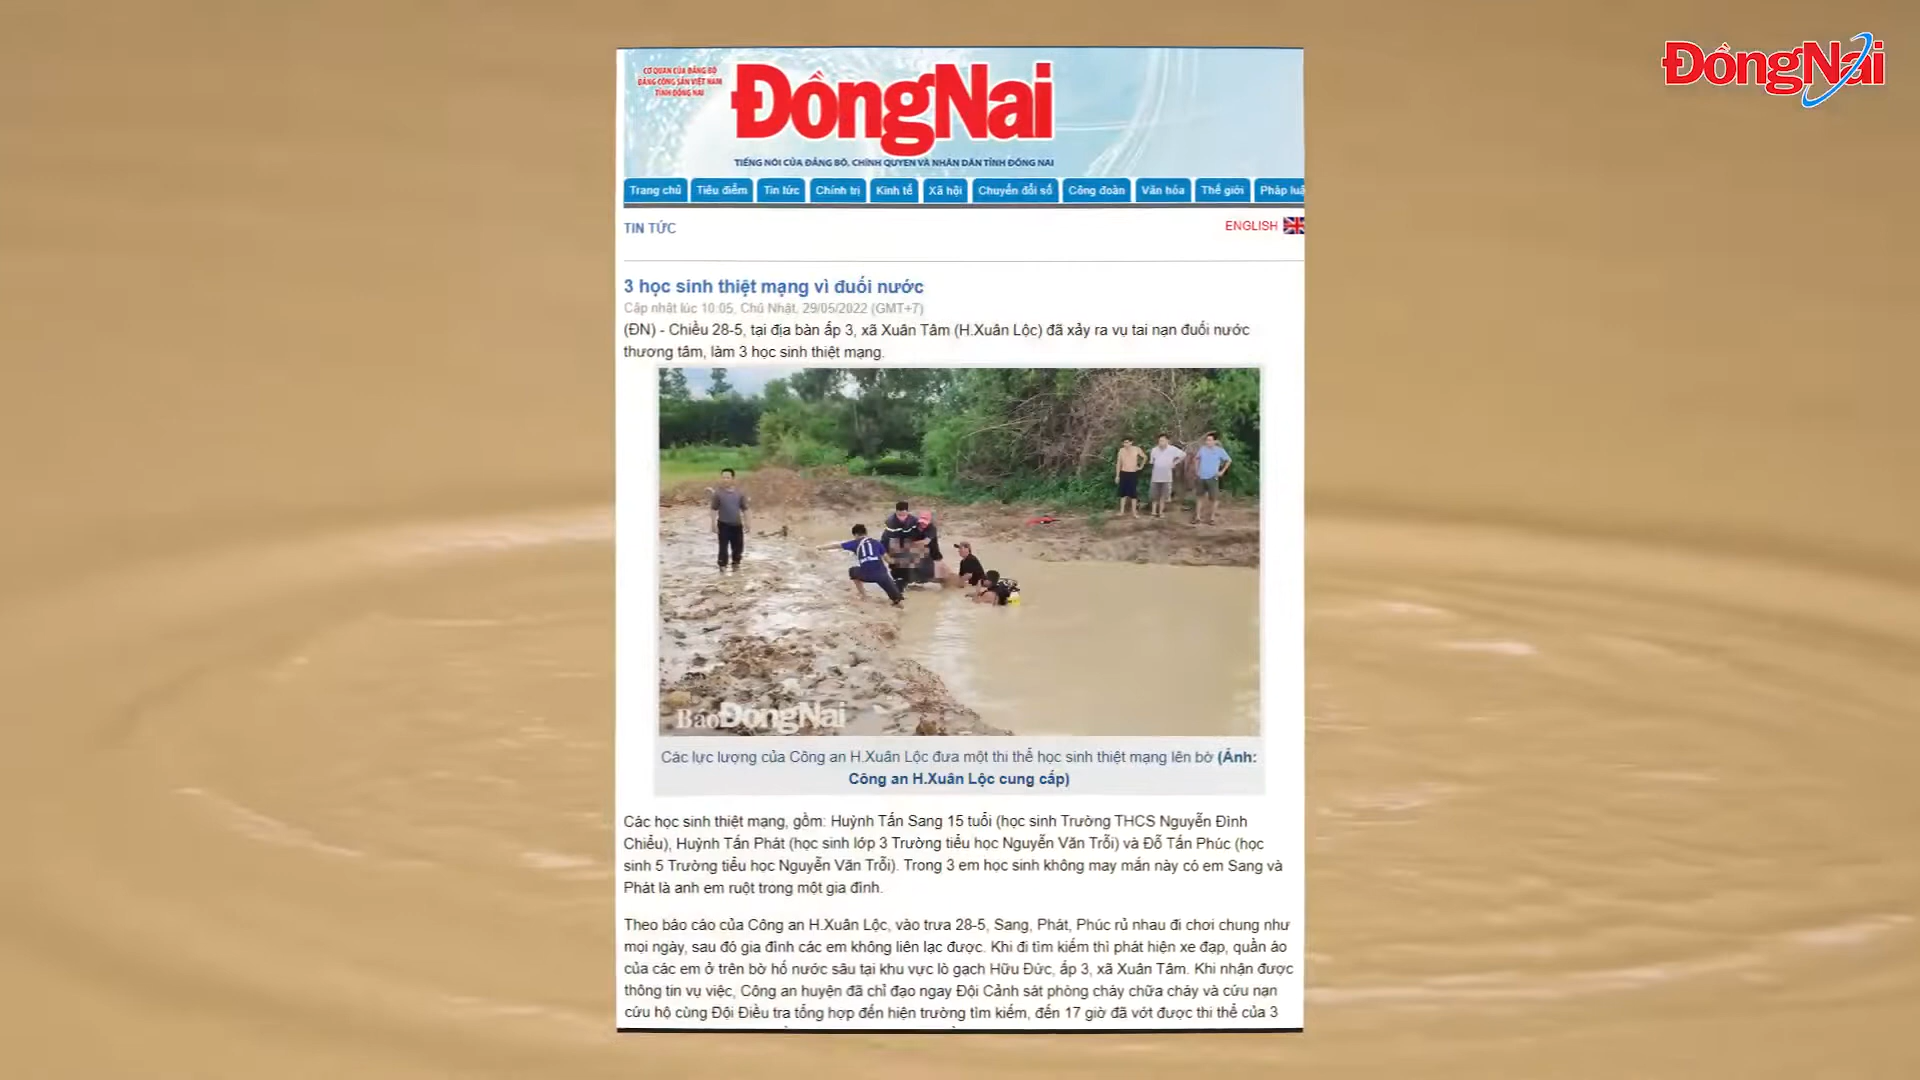 CƠ QUAN CỦA ĐẢNG BỘ
ĐẢNG CỘNG SẢN VIỆT NAM
TỈNH ĐỒNG NAI
ĐồngNai
TIẾNG NÓI CỦA ĐẢNG BỘ, CHÍNH QUYỀN VÀ NHÂN DÂN TỈNH ĐỒNG NAI
ĐồngNai
Trang chủ Tiêu điểm Tin tức Chính trị Kinh tế Xã hội Chuyển đổi số Công đoàn Văn hóa Thế giới Pháp luậ
TIN TỨC
ENGLISH
3 học sinh thiệt mạng vì đuối nước
Cập nhật lúc 10:05, Chủ Nhật, 29/05/2022 (GMT+7)
(ĐN) - Chiều 28-5, tại địa bàn ấp 3, xã Xuân Tâm (H.Xuân Lộc) đã xảy ra vụ tai nạn đuối nước
thương tâm, làm 3 học sinh thiệt mạng.
11
BáoĐồngNai
Các lực lượng của Công an H.Xuân Lộc đưa một thi thể học sinh thiệt mạng lên bờ (Ảnh:
Công an H.Xuân Lộc cung cấp)
Các học sinh thiệt mạng, gồm: Huỳnh Tấn Sang 15 tuổi (học sinh Trường THCS Nguyễn Đình
Chiểu), Huỳnh Tấn Phát (học sinh lớp 3 Trường tiểu học Nguyễn Văn Trỗi) và Đỗ Tấn Phúc (học
sinh 5 Trường tiểu học Nguyễn Văn Trỗi). Trong 3 em học sinh không may mắn này có em Sang và
Phát là anh em ruột trong một gia đình.
Theo báo cáo của Công an H.Xuân Lộc, vào trưa 28-5, Sang, Phát, Phúc rủ nhau đi chơi chung như
mọi ngày, sau đó gia đình các em không liên lạc được. Khi đi tìm kiếm thì phát hiện xe đạp, quần áo
của các em ở trên bờ hố nước sâu tại khu vực lò gạch Hữu Đức, ấp 3, xã Xuân Tâm. Khi nhận được
thông tin vụ việc, Công an huyện đã chỉ đạo ngay Đội Cảnh sát phòng cháy chữa cháy và cứu nạn
cứu hộ cùng Đội Điều tra tổng hợp đến hiện trường tìm kiếm, đến 17 giờ đã vớt được thi thể của 3